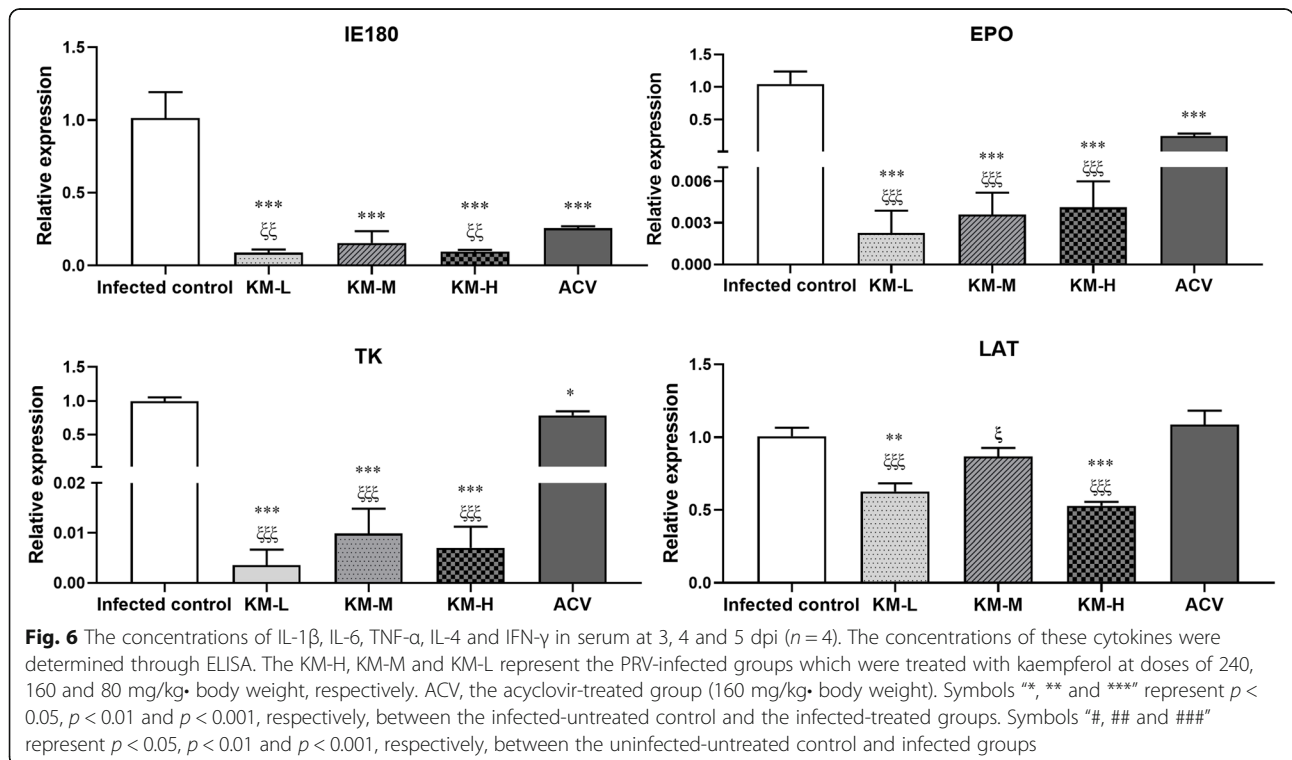 IE180
Relative expression
1.5
1.0
0.5
0.0
***
ξξ
***
***
ξξ
***
Infected control KM-L KM-M KM-H ACV
EPO
Relative expression
1.5
1.0
0.5
0.006
0.003
0.000
***
ξξξ
***
ξξξ
***
ξξξ
***
Infected control KM-L KM-M KM-H ACV
TK
Relative expression
1.5
1.0
0.5
0.02
0.01
0.00
***
ξξξ
***
ξξξ
***
ξξξ
*
Infected control KM-L KM-M KM-H ACV
LAT
Relative expression
1.5
1.0
0.5
0.0
**
ξξξ
ξ
***
ξξξ
Infected control KM-L KM-M KM-H ACV
Fig. 6 The concentrations of IL-1β, IL-6, TNF-α, IL-4 and IFN-γ in serum at 3, 4 and 5 dpi (n = 4). The concentrations of these cytokines were
determined through ELISA. The KM-H, KM-M and KM-L represent the PRV-infected groups which were treated with kaempferol at doses of 240,
160 and 80 mg/kg• body weight, respectively. ACV, the acyclovir-treated group (160 mg/kg• body weight). Symbols “*, ** and ***” represent p <
0.05, p < 0.01 and p < 0.001, respectively, between the infected-untreated control and the infected-treated groups. Symbols “#, ## and ###”
represent p < 0.05, p < 0.01 and p < 0.001, respectively, between the uninfected-untreated control and infected groups